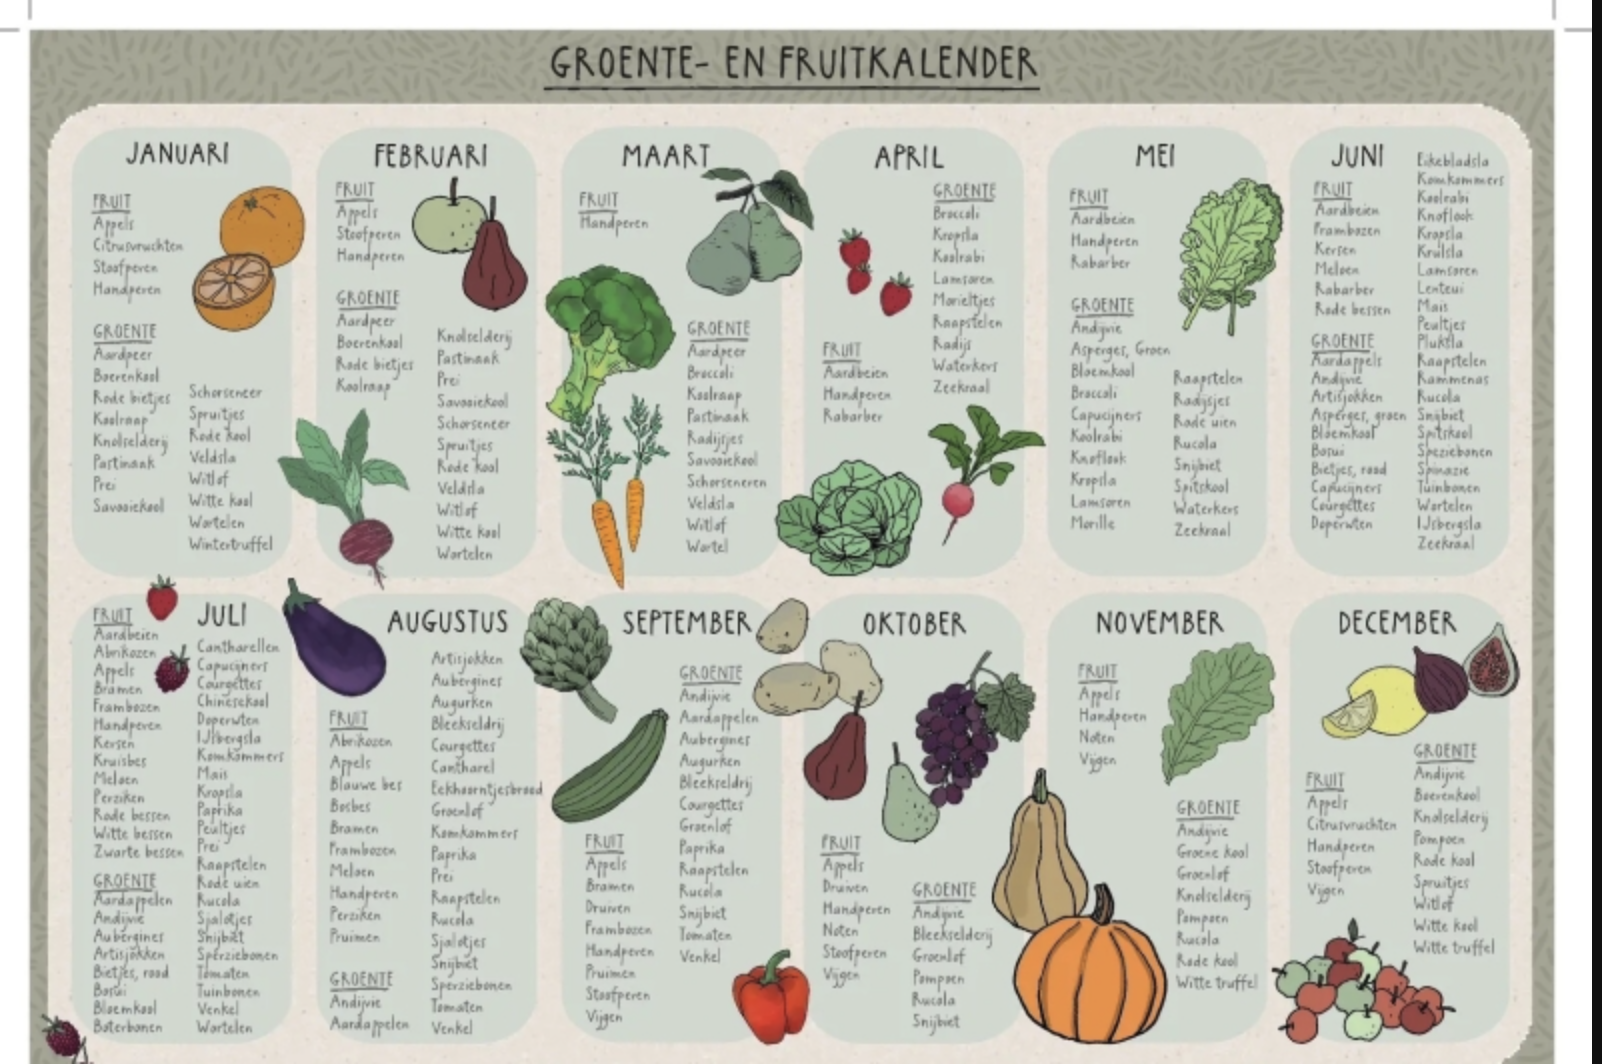 GROENTE- EN FRUITKALENDER
JANUARI
FRUIT
Appels
Citrusvruchten
Stoofperen
Handperen
GROENTE
Aardpeer
Boerenkool
Rode bietjes
Koolraap
Knolselderij
Pastinaak
Prei
Savooiekool
Schorseneer
Spruitjes
Rode kool
Veldsla
Witlof
Witte kool
Wortelen
Wintertruffel
FEBRUARI
FRUIT
Appels
Stoofperen
Handperen
GROENTE
Aardpeer
Boerenkool
Rode bietjes
Koolraap
Knolselderij
Pastinaak
Prei
Savooiekool
Schorseneer
Spruitjes
Rode kool
Veldsla
Witlof
Witte kool
Wortelen
MAART
FRUIT
Handperen
GROENTE
Aardpeer
Broccoli
Koolraap
Pastinaak
Radijsjes
Savooiekool
Schorseneren
Veldsla
Witlof
Wortel
APRIL
FRUIT
Aardbeien
Handperen
Rabarber
GROENTE
Broccoli
Kropsla
Koolrabi
Lamsoren
Morieltjes
Raapstelen
Radijs
Waterkers
Zeekraal
MEI
FRUIT
Aardbeien
Handperen
Rabarber
GROENTE
Andijvie
Asperges, Groen
Bloemkool
Broccoli
Capucijners
Koolrabi
Knoflook
Kropsla
Lamsoren
Morille
Raapstelen
Radijsjes
Rode uien
Rucola
Snijbiet
Spitskool
Waterkers
Zeekraal
JUNI
FRUIT
Aardbeien
Frambozen
Kersen
Meloen
Rabarber
Rode bessen
GROENTE
Aardappels
Andijvie
Artisjokken
Asperges, groen
Bloemkool
Bosui
Bietjes, rood
Capucijners
Courgettes
Doperwten
Eikebladsla
Komkommers
Koolrabi
Knoflook
Kropsla
Krulsla
Lamsoren
Lenteui
Mais
Peultjes
Pluksla
Raapstelen
Rammenas
Rucola
Snijbiet
Spitskool
Speziebonen
Spinazie
Tuinbonen
Wortelen
IJsbergsla
Zeekraal
JULI
FRUIT
Aardbeien
Abrikozen
Appels
Bramen
Frambozen
Handperen
Kersen
Kruisbes
Meloen
Perziken
Rode bessen
Witte bessen
Zwarte bessen
GROENTE
Aardappelen
Andijvie
Aubergines
Artisjokken
Bietjes, rood
Bosui
Bloemkool
Boterbonen
Cantharellen
Capucijners
Courgettes
Chinesekool
Doperwten
IJsbergsla
Komkommers
Mais
Kropsla
Paprika
Peultjes
Prei
Raapstelen
Rode uien
Rucola
Sjalotjes
Snijbiet
Sperziebonen
Tomaten
Tuinbonen
Venkel
Wortelen
AUGUSTUS
FRUIT
Abrikozen
Appels
Blauwe bes
Bosbes
Bramen
Frambozen
Meloen
Handperen
Perziken
Pruimen
GROENTE
Andijvie
Aardappelen
Artisjokken
Aubergines
Augurken
Bleekseldrij
Courgettes
Cantharel
Eekhoorntjesbrood
Groenlof
Komkommers
Paprika
Prei
Raapstelen
Rucola
Sjalotjes
Snijbiet
Sperziebonen
Tomaten
Venkel
SEPTEMBER
FRUIT
Appels
Bramen
Druiven
Frambozen
Handperen
Pruimen
Stoofperen
Vijgen
GROENTE
Andijvie
Aardappelen
Aubergines
Augurken
Bleekseldrij
Courgettes
Groenlof
Paprika
Raapstelen
Rucola
Snijbiet
Tomaten
Venkel
OKTOBER
FRUIT
Appels
Druiven
Handperen
Noten
Stoofperen
Vijgen
GROENTE
Andijvie
Bleekselderij
Groenlof
Pompoen
Rucola
Snijbiet
NOVEMBER
FRUIT
Appels
Handperen
Noten
Vijgen
GROENTE
Andijvie
Groene kool
Groenlof
Knolselderij
Pompoen
Rucola
Rode kool
Witte truffel
DECEMBER
FRUIT
Appels
Citrusvruchten
Handperen
Stoofperen
Vijgen
GROENTE
Andijvie
Boerenkool
Knolselderij
Pompoen
Rode kool
Spruitjes
Witlof
Witte kool
Witte truffel